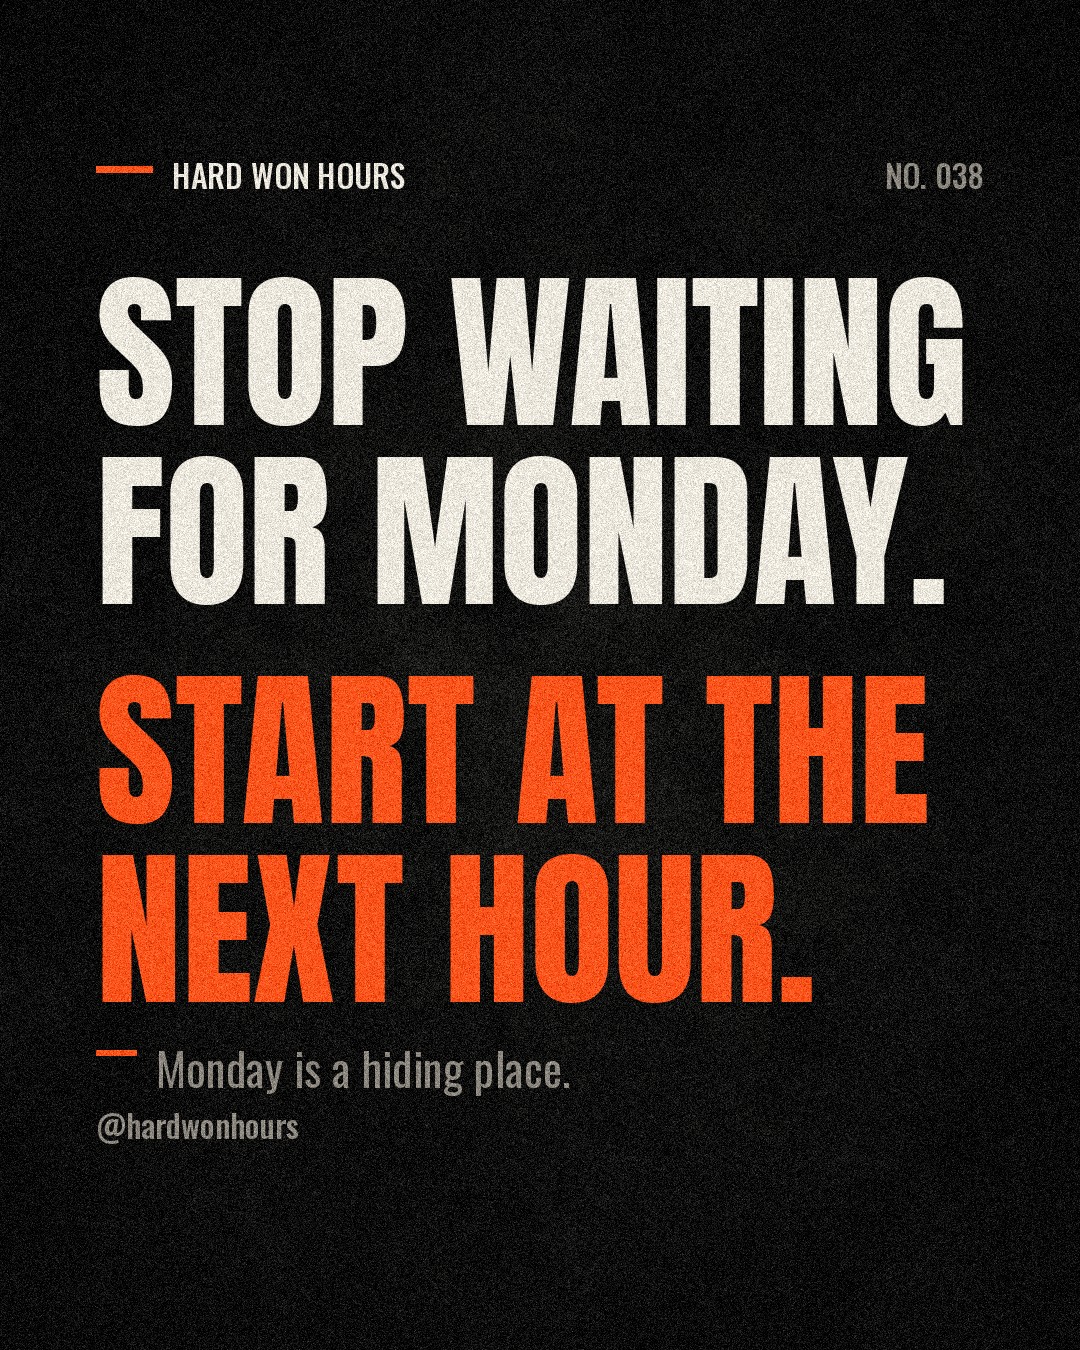 HARD WON HOURS
NO. 038
STOP WAITING
FOR MONDAY.
START AT THE
NEXT HOUR.
Monday is a hiding place.
@hardwonhours